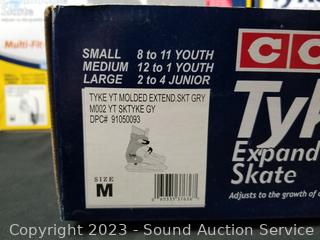 Multi-Fit
SMALL 8 to 11 YOUTH
MEDIUM 12 to 1 YOUTH
LARGE 2 to 4 JUNIOR
TYKE YT MOLDED EXTEND.SKT GRY
M002 YT SKTYKE GY
DPC# 91050093
SIZE
M
CC
Tyk
Expand
Skate
Adjusts to the growth of
Copyright 2023 - Sound Auction Service